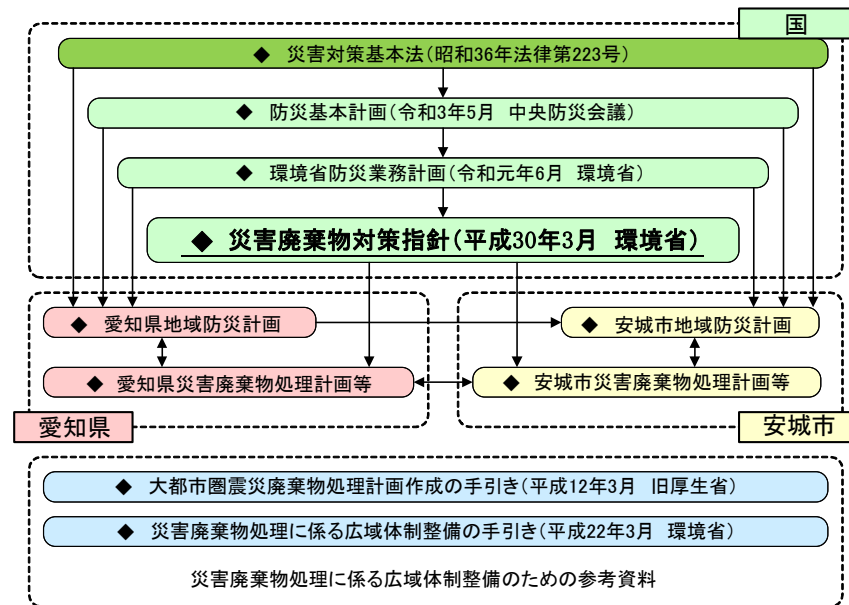 国
◆ 災害対策基本法(昭和36年法律第223号)
◆ 防災基本計画(令和3年5月 中央防災会議)
◆ 環境省防災業務計画(令和元年6月 環境省)
◆ 災害廃棄物対策指針(平成30年3月 環境省)
◆ 愛知県地域防災計画
◆ 安城市地域防災計画
◆ 愛知県災害廃棄物処理計画等
◆ 安城市災害廃棄物処理計画等
愛知県
安城市
◆ 大都市圏震災廃棄物処理計画作成の手引き(平成12年3月 旧厚生省)
◆ 災害廃棄物処理に係る広域体制整備の手引き(平成22年3月 環境省)
災害廃棄物処理に係る広域体制整備のための参考資料